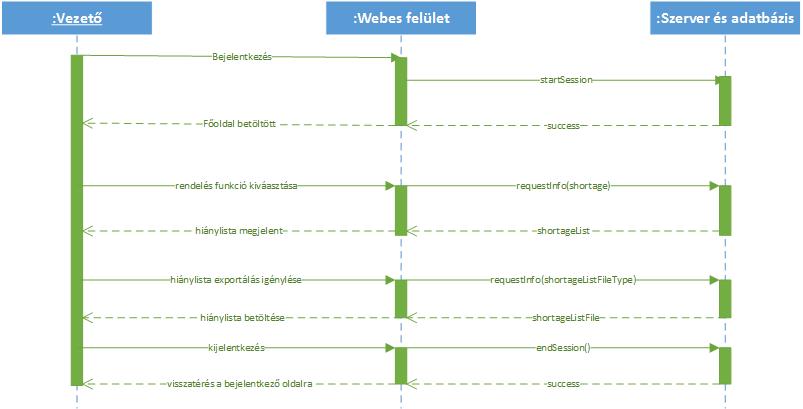 :Vezető
:Webes felület
:Szerver és adatbázis
Bejelentkezés
startSession
Főoldal betöltött
success
rendelés funkció kiváasztása
requestInfo(shortage)
hiánylista megjelent
shortageList
hiánylista exportálás igénylése
requestInfo(shortageListFileType)
hiánylista betöltése
shortageListFile
kijelentkezés
endSession()
visszatérés a bejelentkező oldalra
success